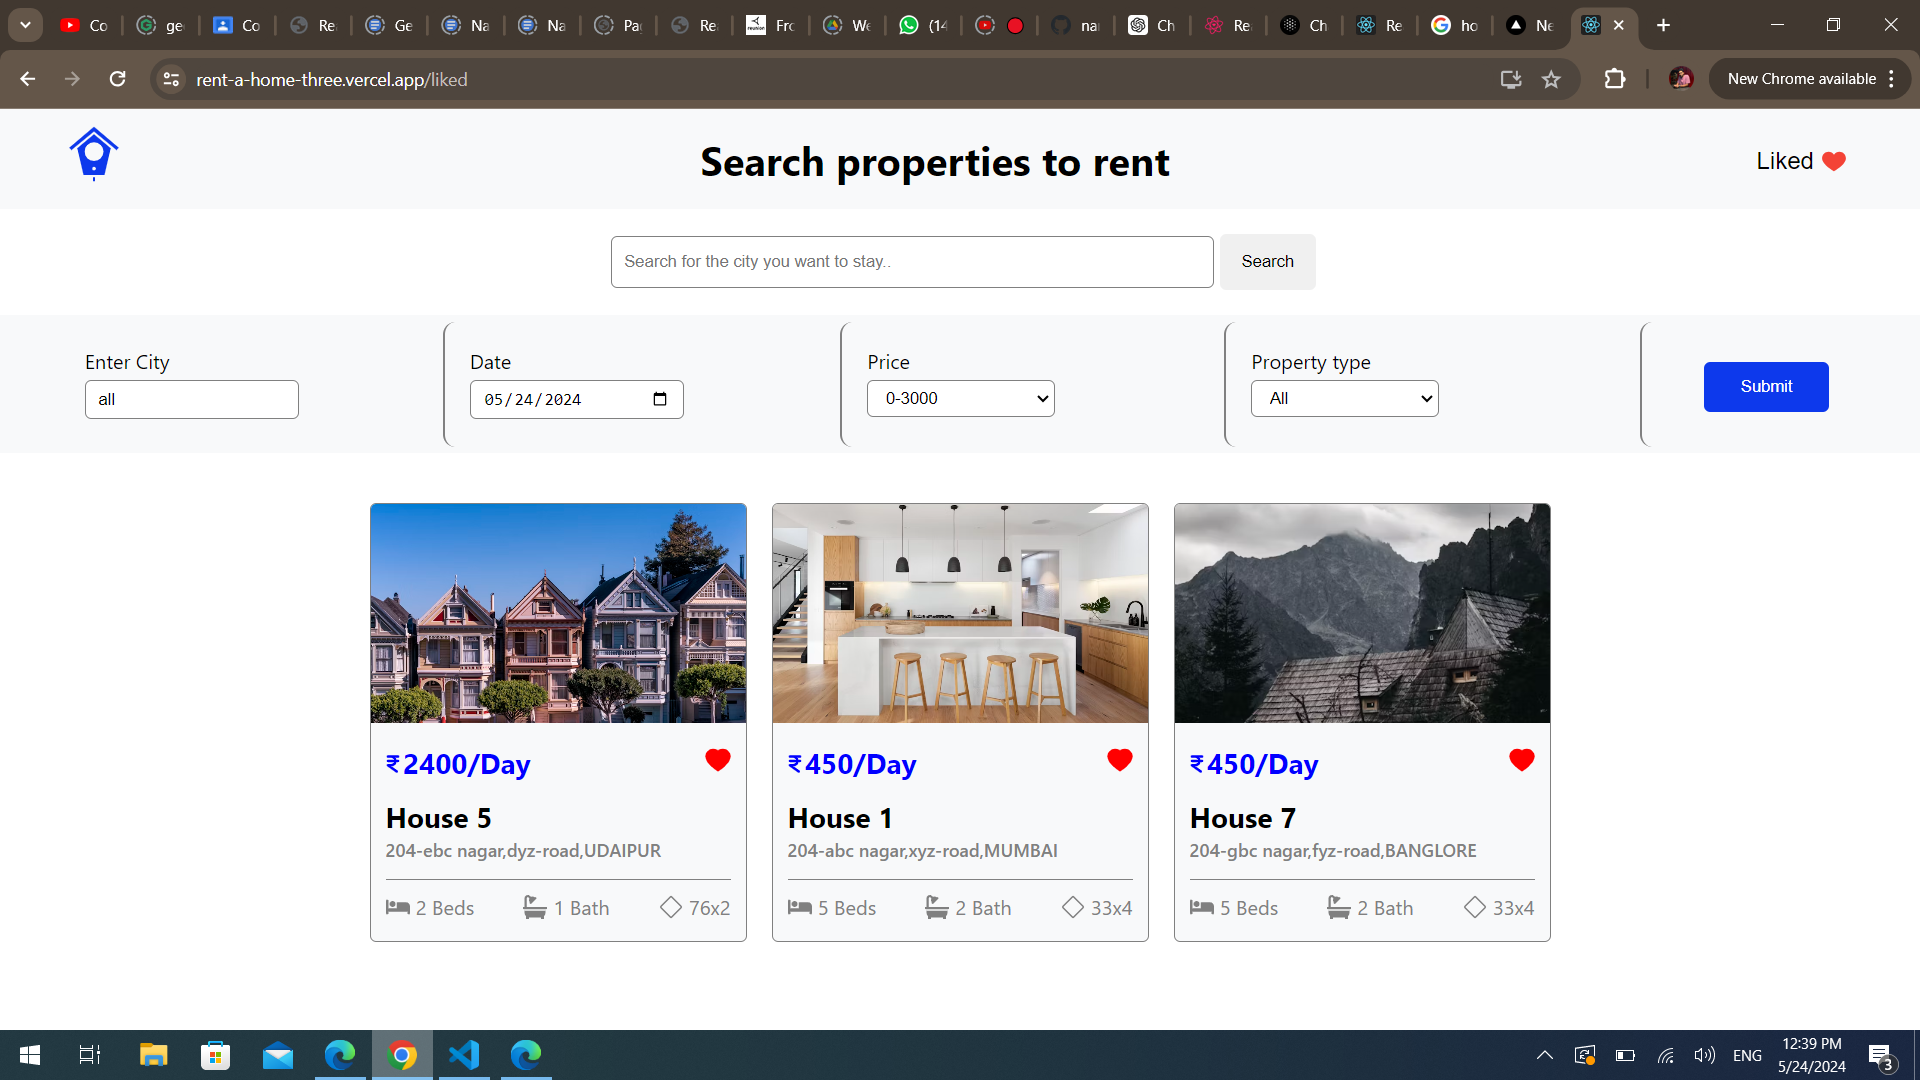 Co
ge
Co
Re
Ge
Na
Na
Pa
Re
Fro
We
(14
na
Ch
Re
Ch
Re
ho
Ne
rent-a-home-three.vercel.app/liked
New Chrome available
Search properties to rent
Liked
Search for the city you want to stay..
Search
Enter City
Date
Price
Property type
all
05/24/2024
0-3000
All
Submit
₹2400/Day
₹450/Day
₹450/Day
House 5
House 1
House 7
204-ebc nagar,dyz-road,UDAIPUR
204-abc nagar,xyz-road,MUMBAI
204-gbc nagar,fyz-road,BANGLORE
2 Beds
1 Bath
76x2
5 Beds
2 Bath
33x4
5 Beds
2 Bath
33x4
ENG
12:39 PM
5/24/2024
3